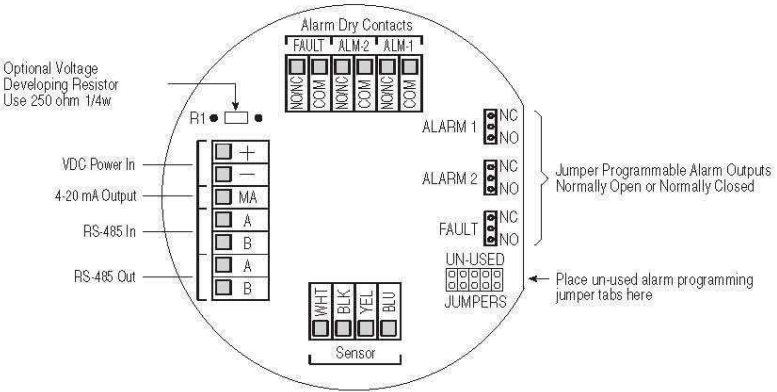 Alarm Dry Contacts
FAULT ALM-2 ALM-1
NO/NC COM NO/NC COM NO/NC COM
Optional Voltage
Developing Resistor
Use 250 ohm 1/4w
R1
VDC Power In
+
−
4-20 mA Output
MA
RS-485 In
A
B
RS-485 Out
A
B
ALARM 1
NC
NO
ALARM 2
NC
NO
FAULT
NC
NO
Jumper Programmable Alarm Outputs
Normally Open or Normally Closed
UN-USED
JUMPERS
Place un-used alarm programming
jumper tabs here
WHT BLK YEL BLU
Sensor